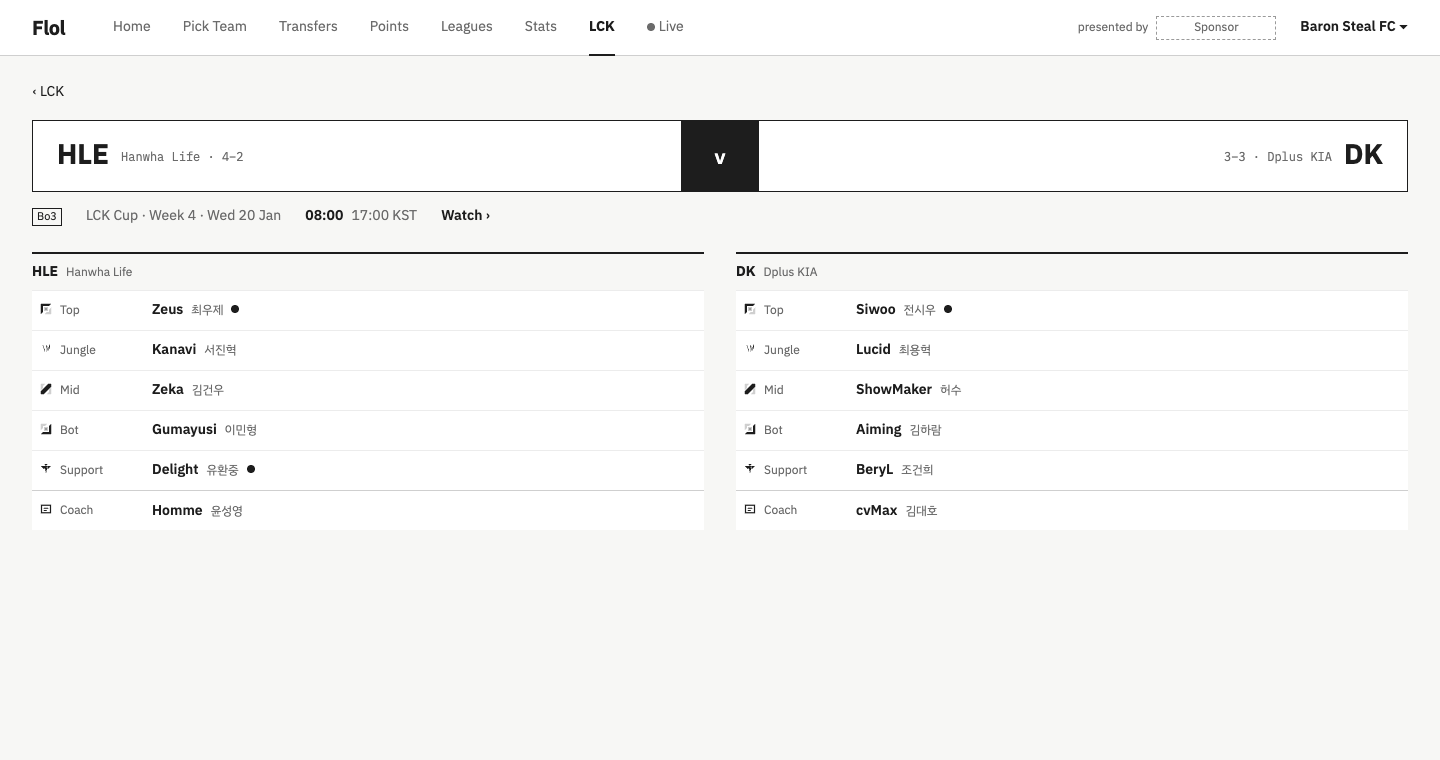 Flol Home Pick Team Transfers Points Leagues Stats LCK Live presented by Sponsor Baron Steal FC
‹ LCK
HLE Hanwha Life · 4–2 v 3–3 · Dplus KIA DK
Bo3 LCK Cup · Week 4 · Wed 20 Jan 08:00 17:00 KST Watch ›
HLE Hanwha Life
Top Zeus 최우제
Jungle Kanavi 서진혁
Mid Zeka 김건우
Bot Gumayusi 이민형
Support Delight 유환중
Coach Homme 윤성영
DK Dplus KIA
Top Siwoo 전시우
Jungle Lucid 최용혁
Mid ShowMaker 허수
Bot Aiming 김하람
Support BeryL 조건희
Coach cvMax 김대호